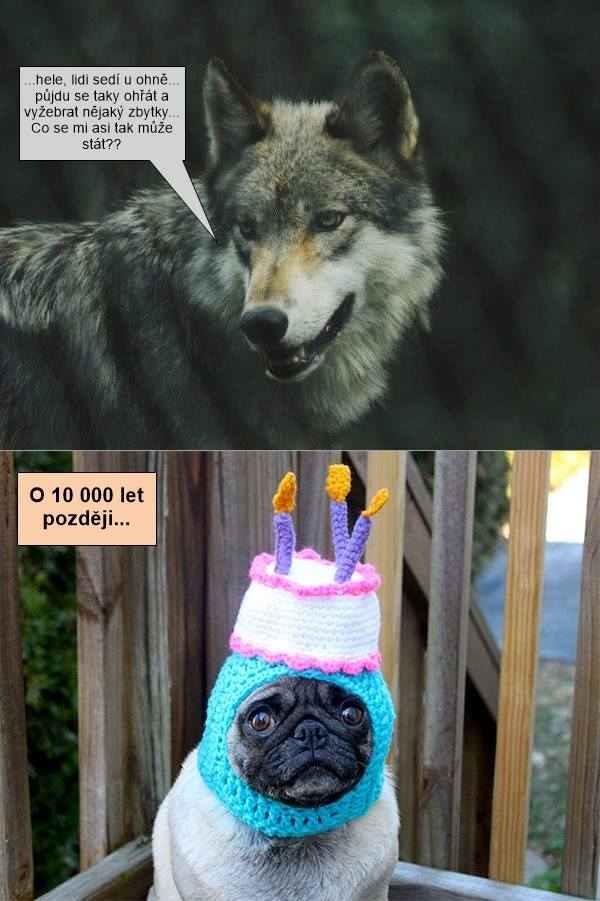 ...hele, lidi sedí u ohně...
půjdu se taky ohřát a
vyžebrat nějaký zbytky...
Co se mi asi tak může
stát??
O 10 000 let
později...